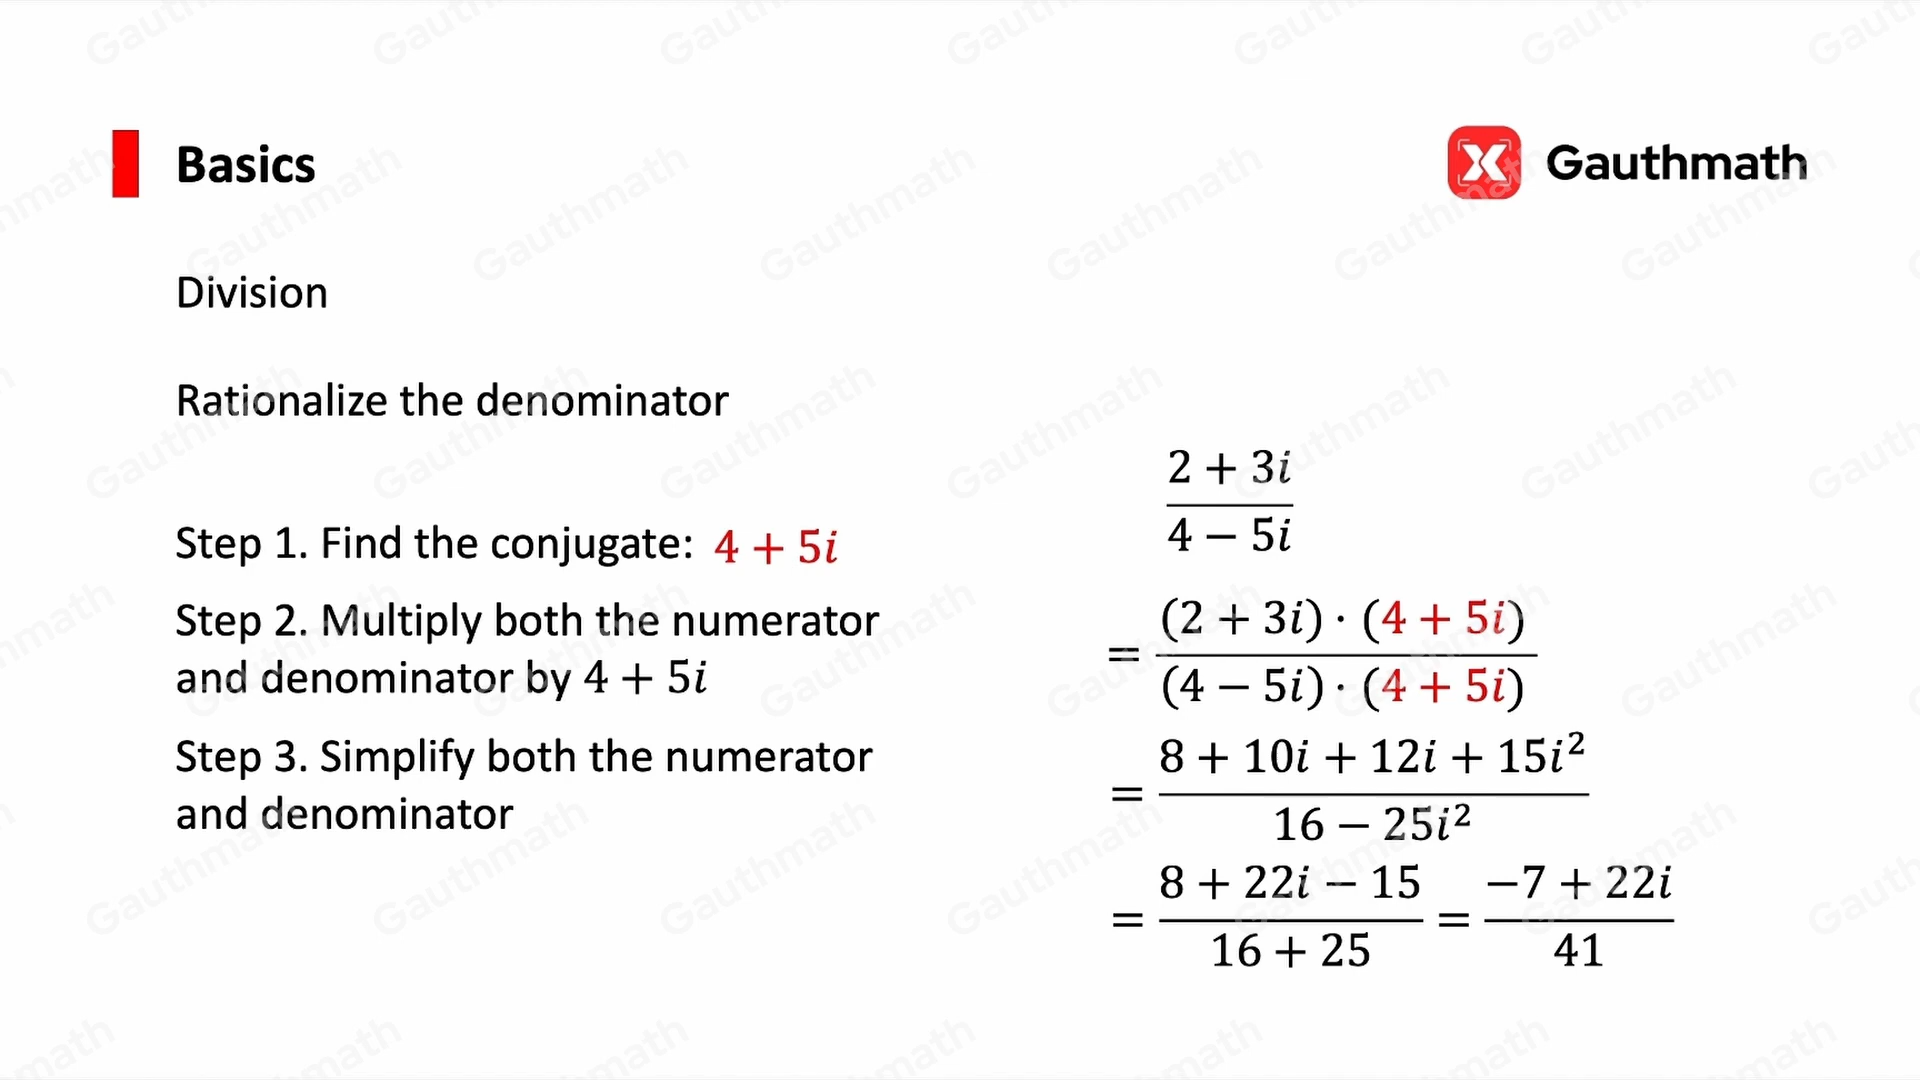 Basics
Gauthmath
Division
Rationalize the denominator
Step 1. Find the conjugate: 4 + 5i
Step 2. Multiply both the numerator
and denominator by 4 + 5i
Step 3. Simplify both the numerator
and denominator
2 + 3i
4 − 5i
= (2 + 3i) · (4 + 5i)
(4 − 5i) · (4 + 5i)
= 8 + 10i + 12i + 15i²
16 − 25i²
= 8 + 22i − 15 = −7 + 22i
16 + 25 41